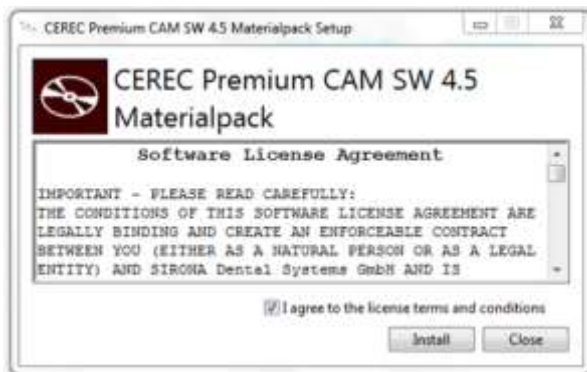 CEREC Premium CAM SW 4.5 Materialpack Setup
CEREC Premium CAM SW 4.5
Materialpack
Software License Agreement
IMPORTANT - PLEASE READ CAREFULLY:
THE CONDITIONS OF THIS SOFTWARE LICENSE AGREEMENT ARE
LEGALLY BINDING AND CREATE AN ENFORCEABLE CONTRACT
BETWEEN YOU (EITHER AS A NATURAL PERSON OR AS A LEGAL
ENTITY) AND SIRONA Dental Systems GmbH AND IS
I agree to the license terms and conditions
Install Close